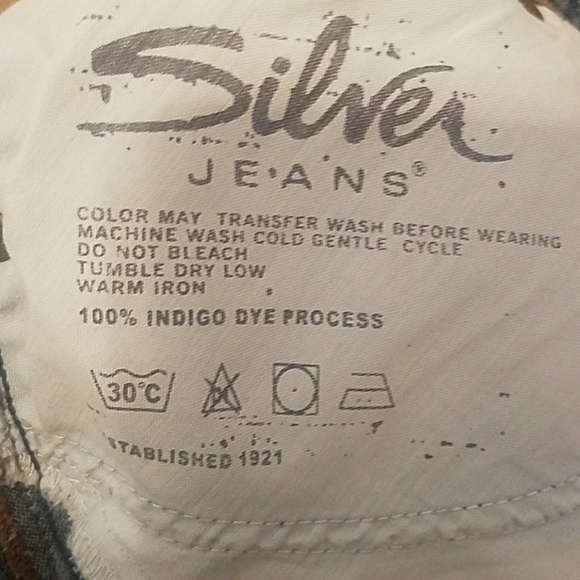 Silver
JEANS®
COLOR MAY TRANSFER WASH BEFORE WEARING
MACHINE WASH COLD GENTLE CYCLE
DO NOT BLEACH
TUMBLE DRY LOW
WARM IRON
100% INDIGO DYE PROCESS
30°C
ESTABLISHED 1921